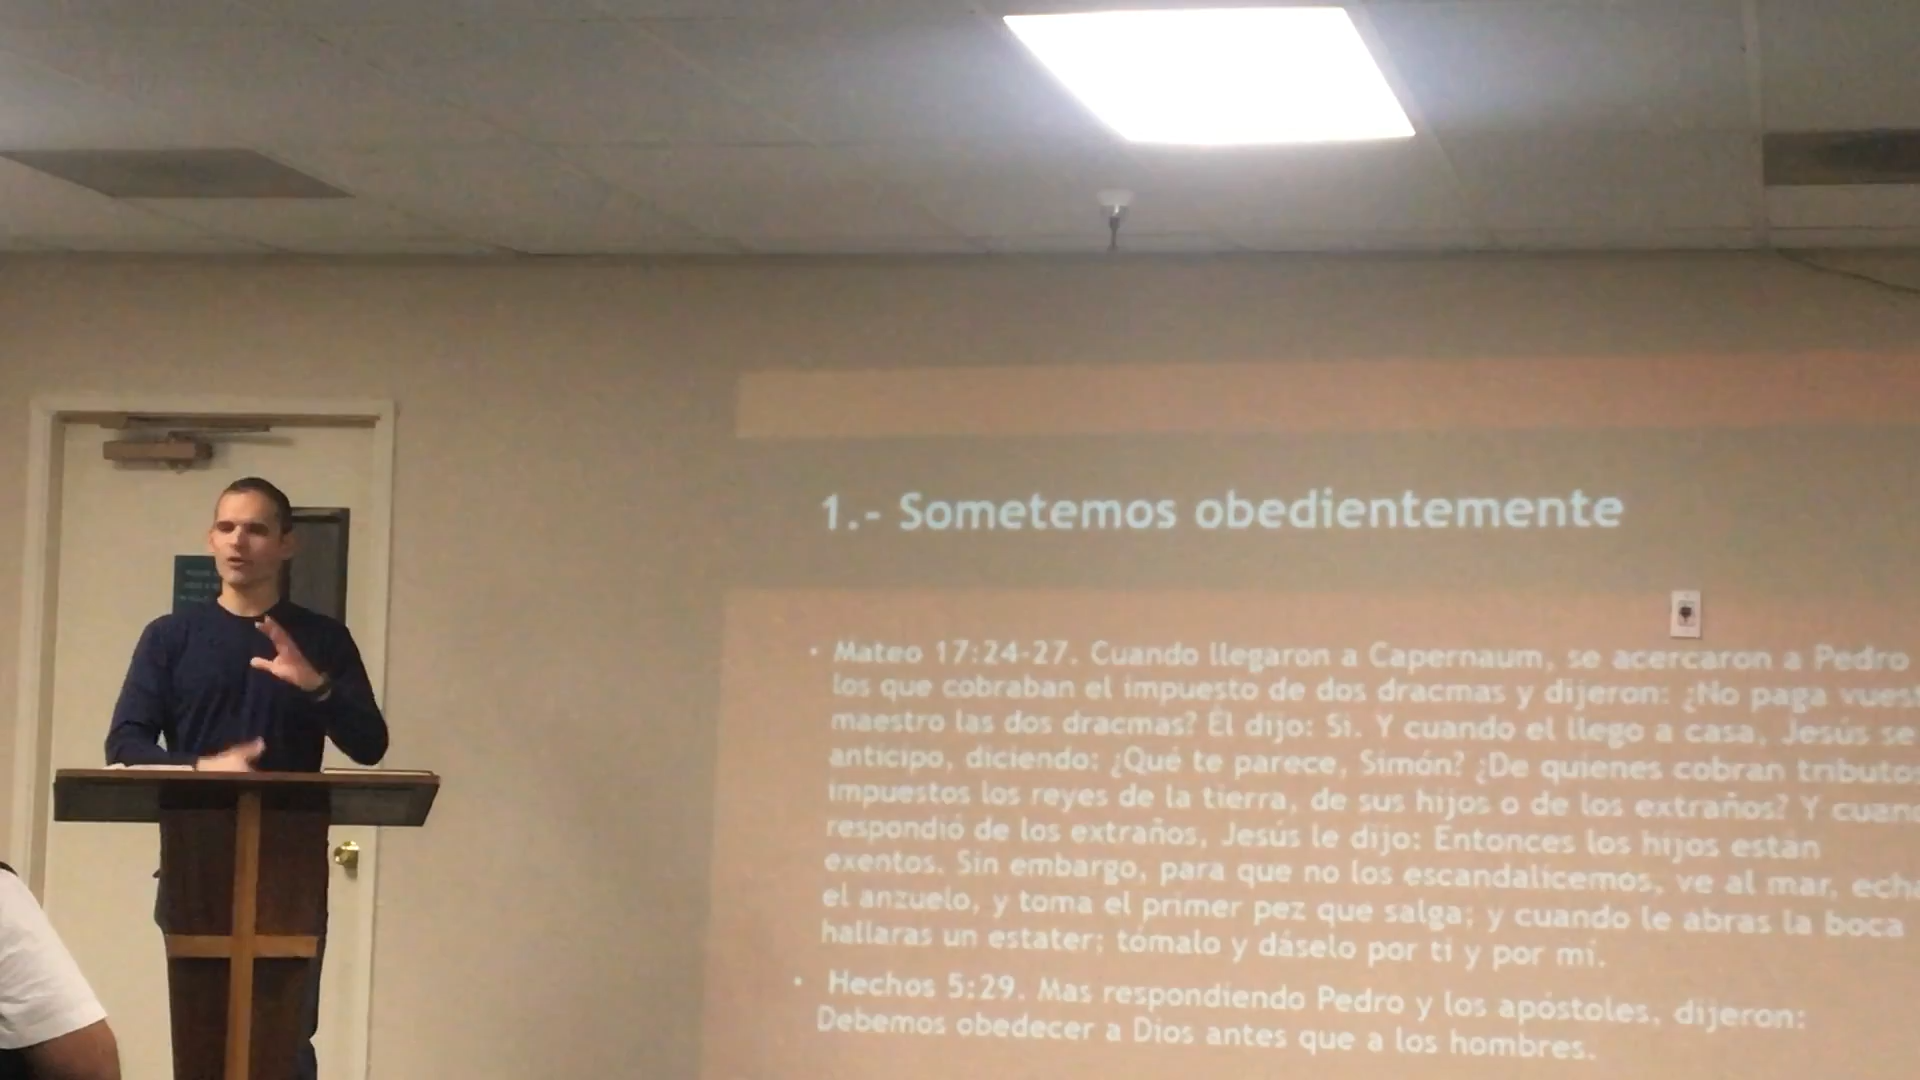 1.- Sometemos obedientemente
• Mateo 17:24-27. Cuando llegaron a Capernaum, se acercaron a Pedro
los que cobraban el impuesto de dos dracmas y dijeron: ¿No paga vuest
maestro las dos dracmas? El dijo: Si. Y cuando el llego a casa, Jesús se
anticipo, diciendo: ¿Qué te parece, Simón? ¿De quienes cobran tributos
impuestos los reyes de la tierra, de sus hijos o de los extraños? Y cuand
respondió de los extraños, Jesús le dijo: Entonces los hijos están
exentos. Sin embargo, para que no los escandalicemos, ve al mar, echa
el anzuelo, y toma el primer pez que salga; y cuando le abras la boca
hallaras un estater; tómalo y dáselo por ti y por mi.
• Hechos 5:29. Mas respondiendo Pedro y los apóstoles, dijeron:
Debemos obedecer a Dios antes que a los hombres.